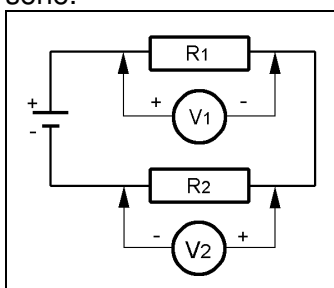 serie.
R1
+
+ V1 -
-
R2
- V2 +